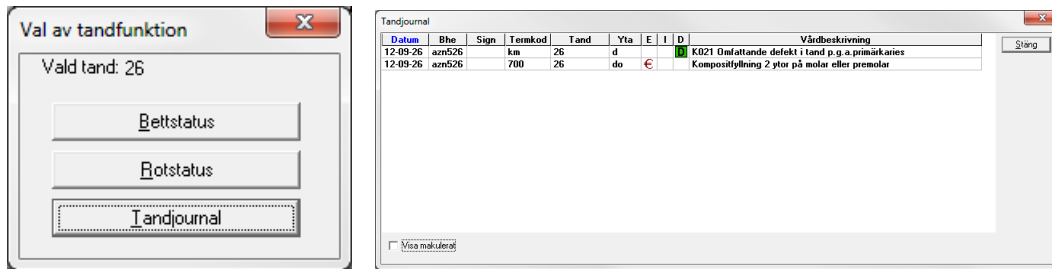 Val av tandfunktion
Vald tand: 26
Bettstatus
Rotstatus
Tandjournal
Tandjournal
Datum Bhe Sign Termkod Tand Yta E I D Vårdbeskrivning
12-09-26 azn526 km 26 d D K021 Omfattande defekt i tand p.g.a.primärkaries
12-09-26 azn526 700 26 do € Kompositfyllning 2 ytor på molar eller premolar
Stäng
Visa makulerat